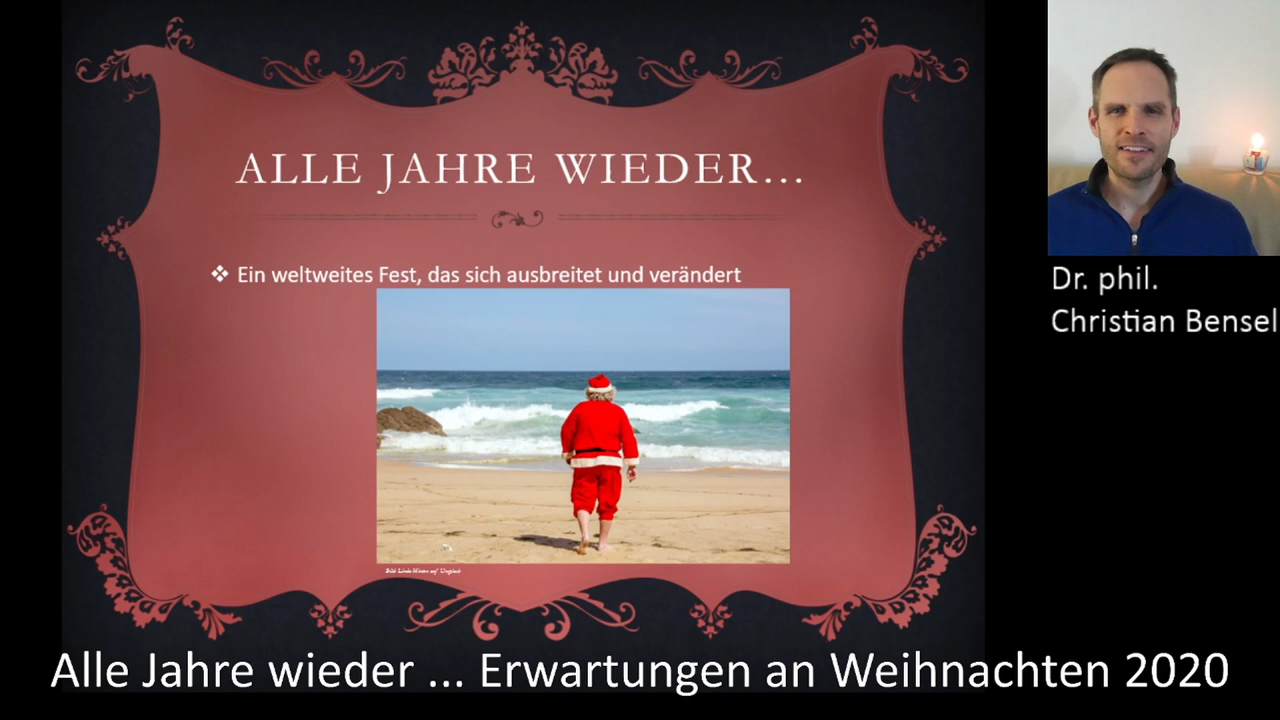 ALLE JAHRE WIEDER...
❖ Ein weltweites Fest, das sich ausbreitet und verändert
Dr. phil.
Christian Bensel
Alle Jahre wieder ... Erwartungen an Weihnachten 2020